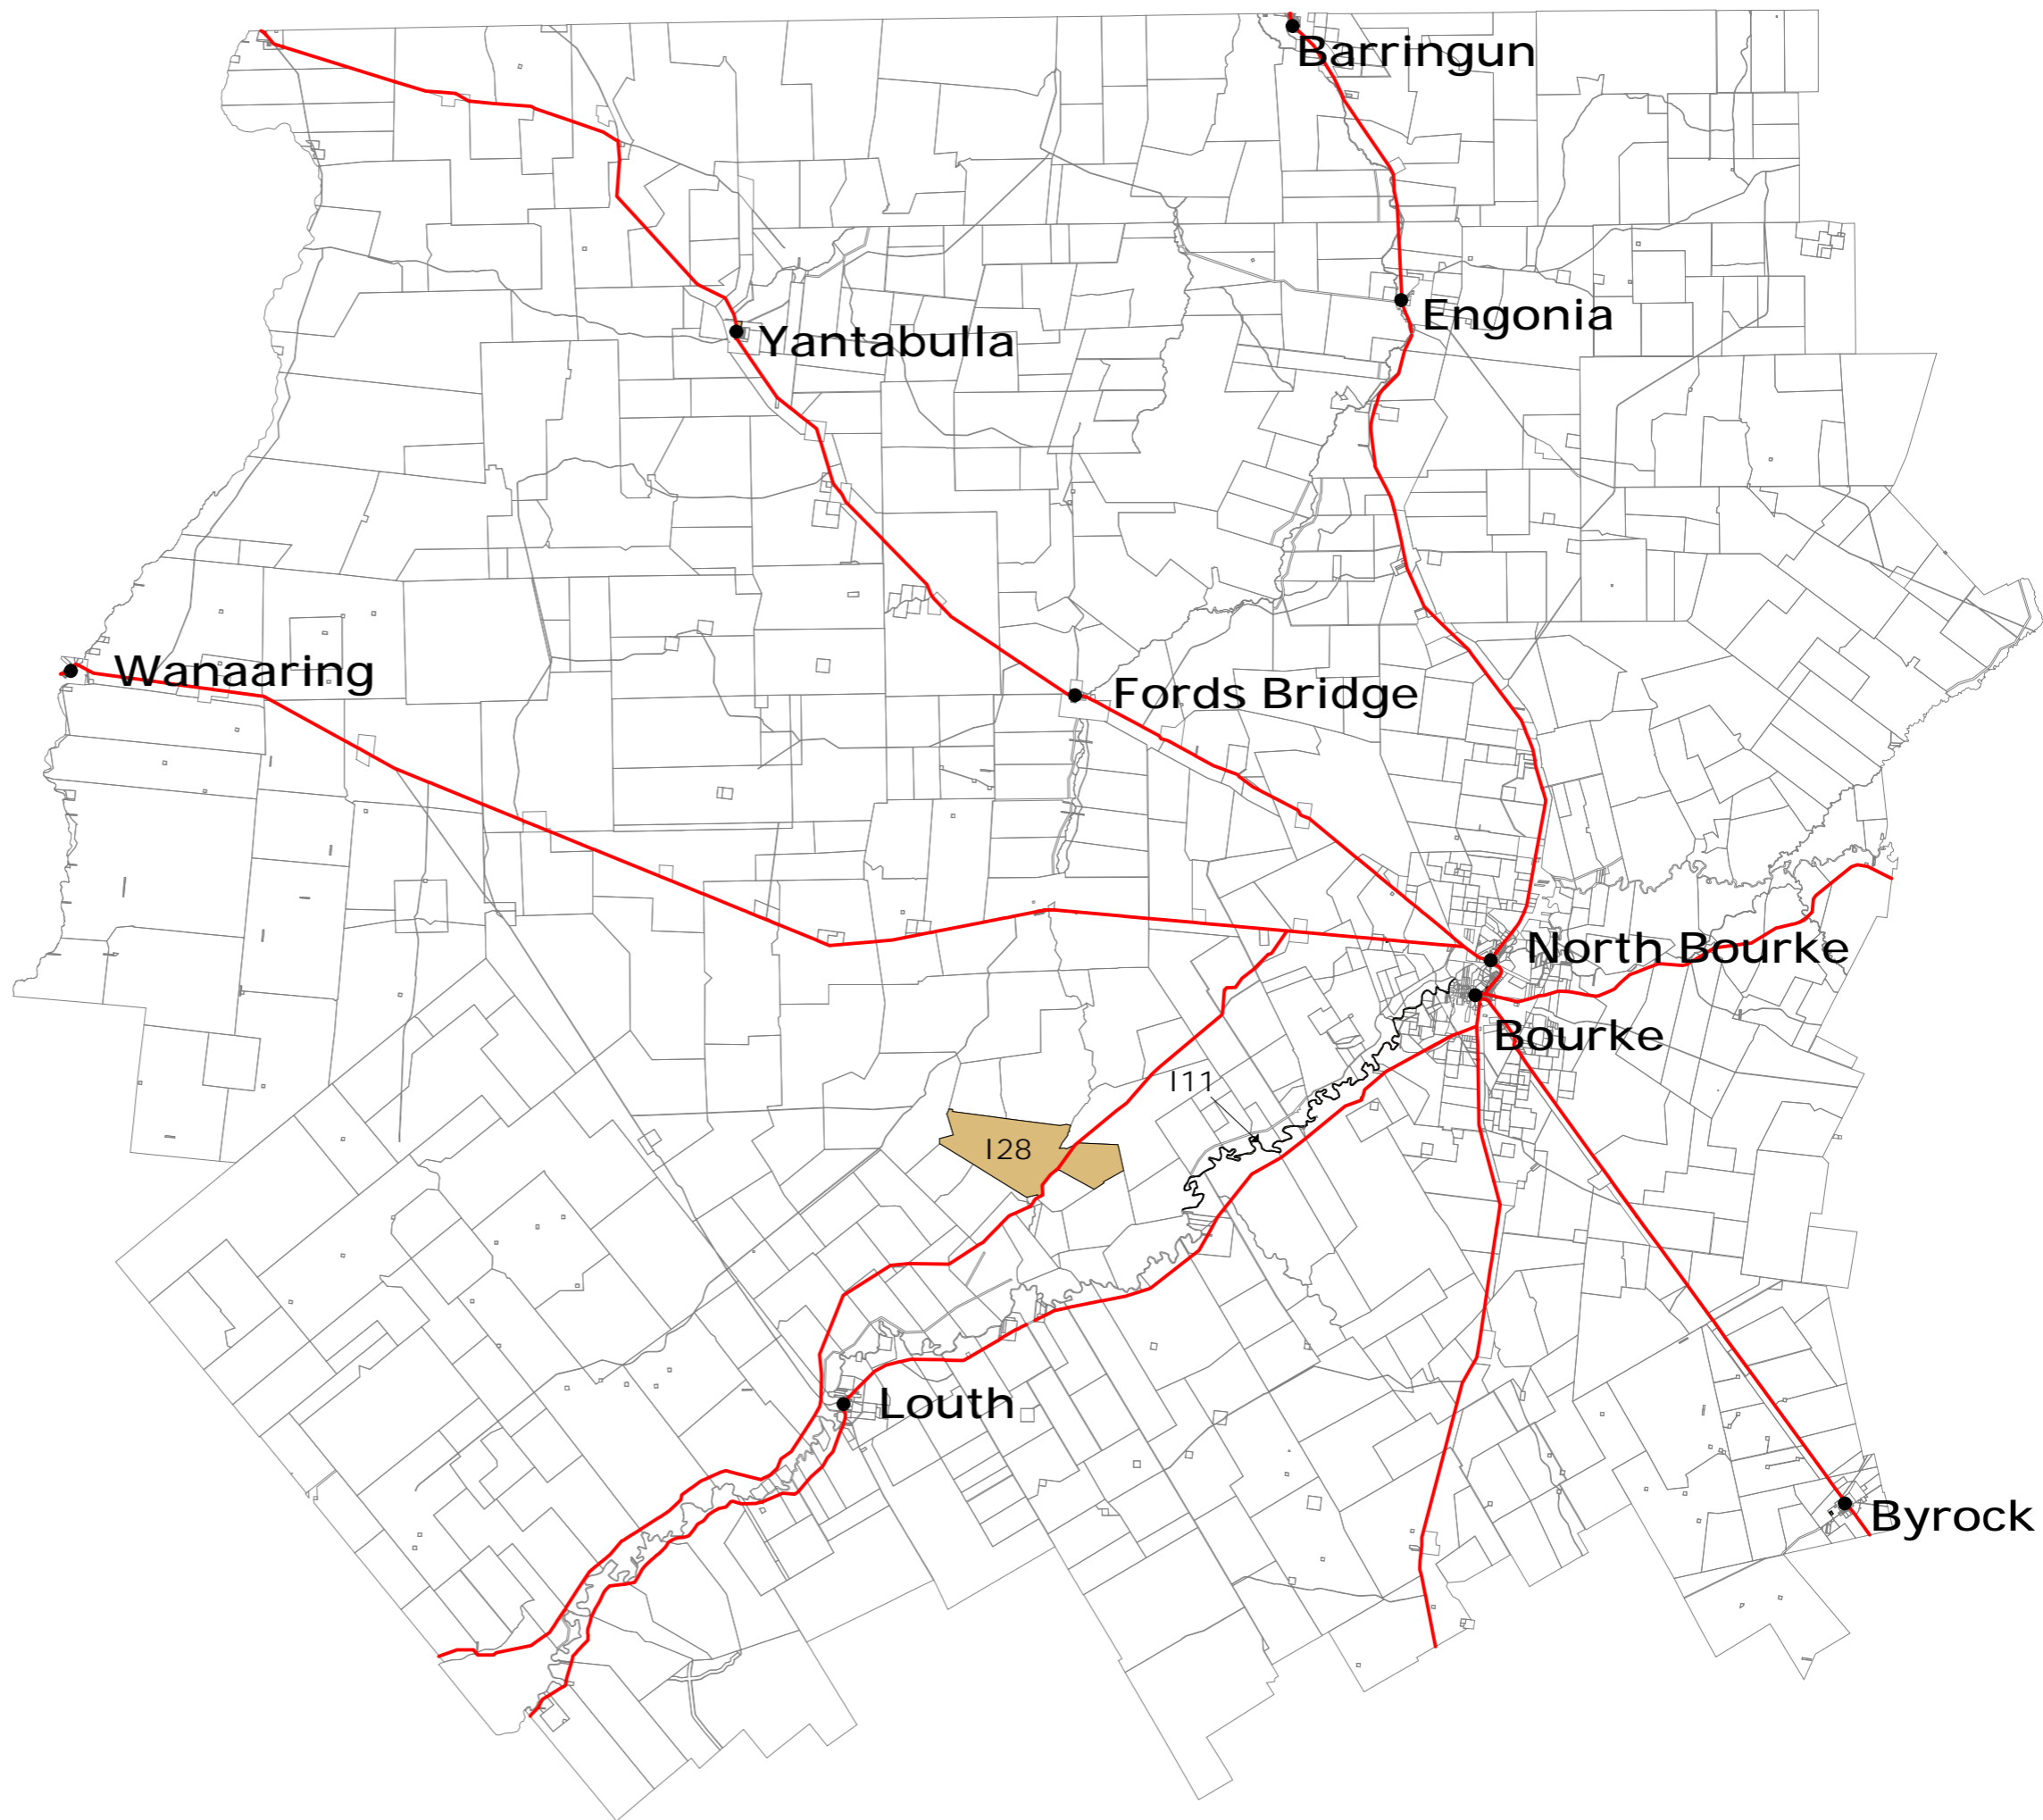 Barringun
Engonia
Yantabulla
Wanaaring
Fords Bridge
North Bourke
Bourke
I11
I28
Louth
Byrock